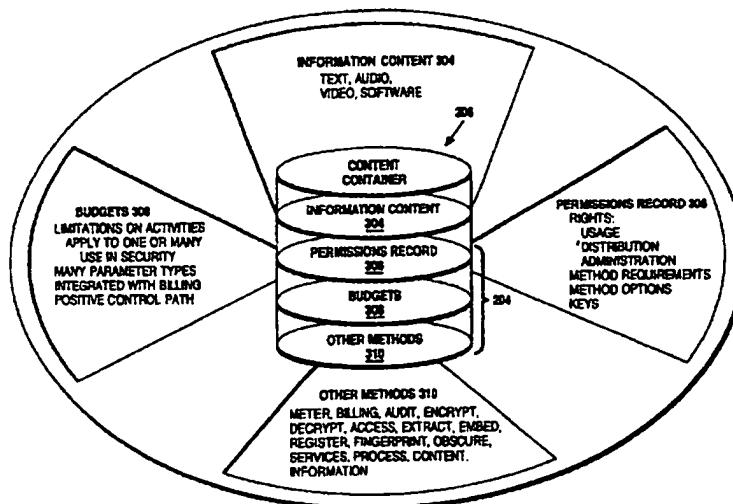 INFORMATION CONTENT 304
TEXT, AUDIO,
VIDEO, SOFTWARE
CONTENT
CONTAINER
INFORMATION CONTENT
304
PERMISSIONS RECORD
BUDGETS
OTHER METHODS
310
204
BUDGETS
LIMITATIONS ON ACTIVITIES
APPLY TO ONE OR MANY
USE IN SECURITY
MANY PARAMETER TYPES
INTEGRATED WITH BILLING
POSITIVE CONTROL PATH
PERMISSIONS RECORD
RIGHTS:
USAGE
DISTRIBUTION
ADMINISTRATION
METHOD REQUIREMENTS
METHOD OPTIONS
KEYS
OTHER METHODS 310
METER, BILLING, AUDIT, ENCRYPT,
DECRYPT, ACCESS, EXTRACT, EMBED,
REGISTER, FINGERPRINT, OBSCURE,
SERVICES, PROCESS, CONTENT,
INFORMATION